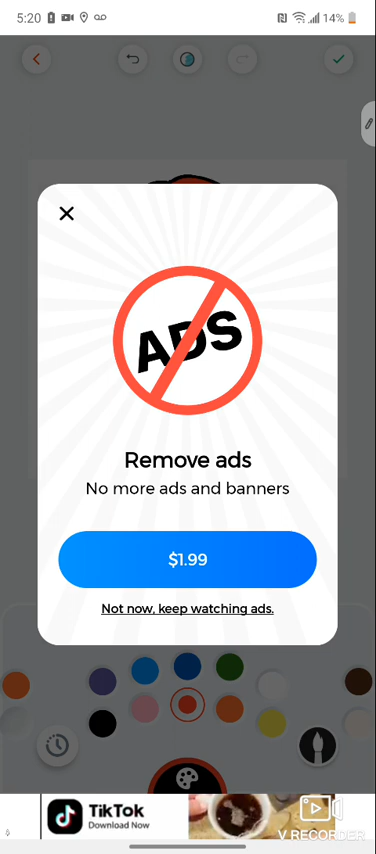 5:20
14%
ADS
Remove ads
No more ads and banners
$1.99
Not now, keep watching ads.
TikTok
Download Now
V RECORDER